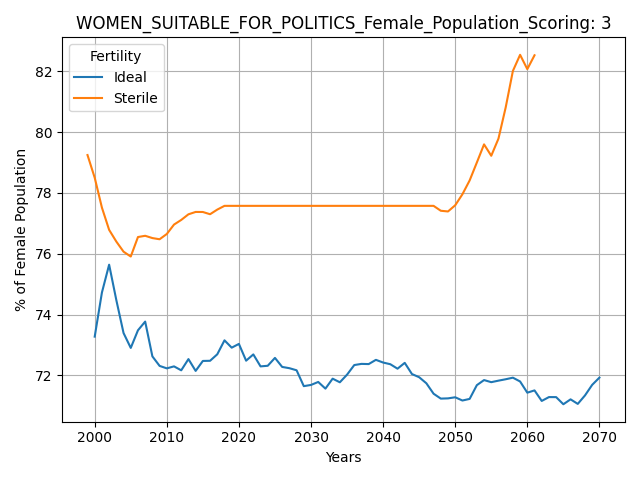 WOMEN_SUITABLE_FOR_POLITICS_Female_Population_Scoring: 3
Fertility
Ideal
Sterile
% of Female Population
82
80
78
76
74
72
2000 2010 2020 2030 2040 2050 2060 2070
Years